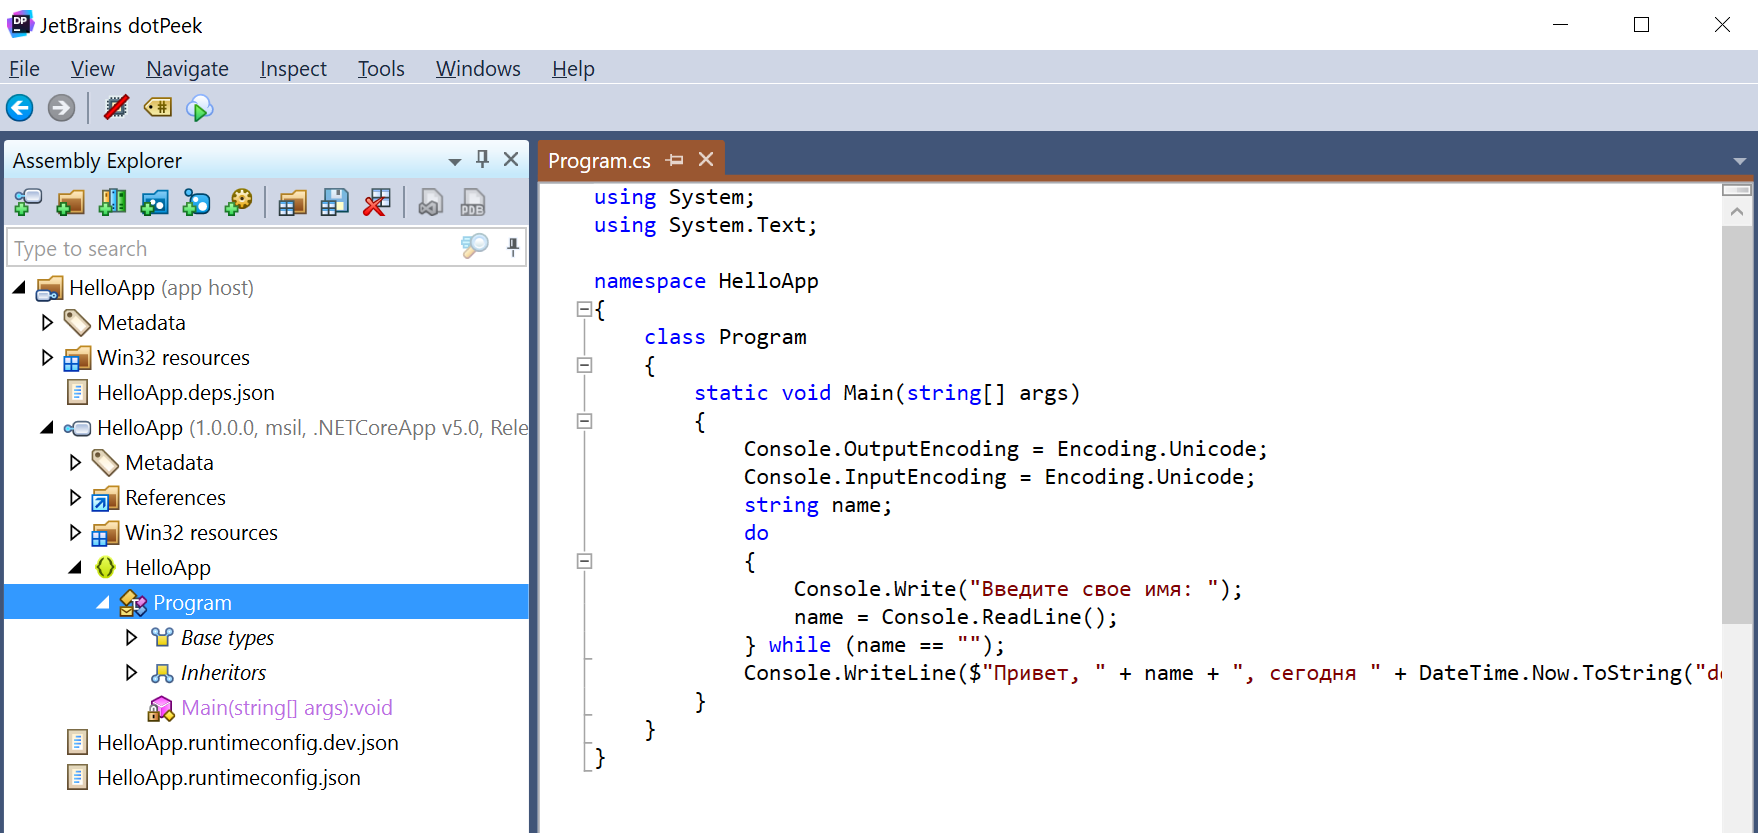 JetBrains dotPeek
File View Navigate Inspect Tools Windows Help
Assembly Explorer
Type to search
HelloApp (app host)
Metadata
Win32 resources
HelloApp.deps.json
HelloApp (1.0.0.0, msil, .NETCoreApp v5.0, Rele
Metadata
References
Win32 resources
HelloApp
Program
Base types
Inheritors
Main(string[] args):void
HelloApp.runtimeconfig.dev.json
HelloApp.runtimeconfig.json
Program.cs
using System;
using System.Text;
namespace HelloApp
{
class Program
{
static void Main(string[] args)
{
Console.OutputEncoding = Encoding.Unicode;
Console.InputEncoding = Encoding.Unicode;
string name;
do
{
Console.Write("Введите свое имя: ");
name = Console.ReadLine();
} while (name == "");
Console.WriteLine($"Привет, " + name + ", сегодня " + DateTime.Now.ToString("d
}
}
}